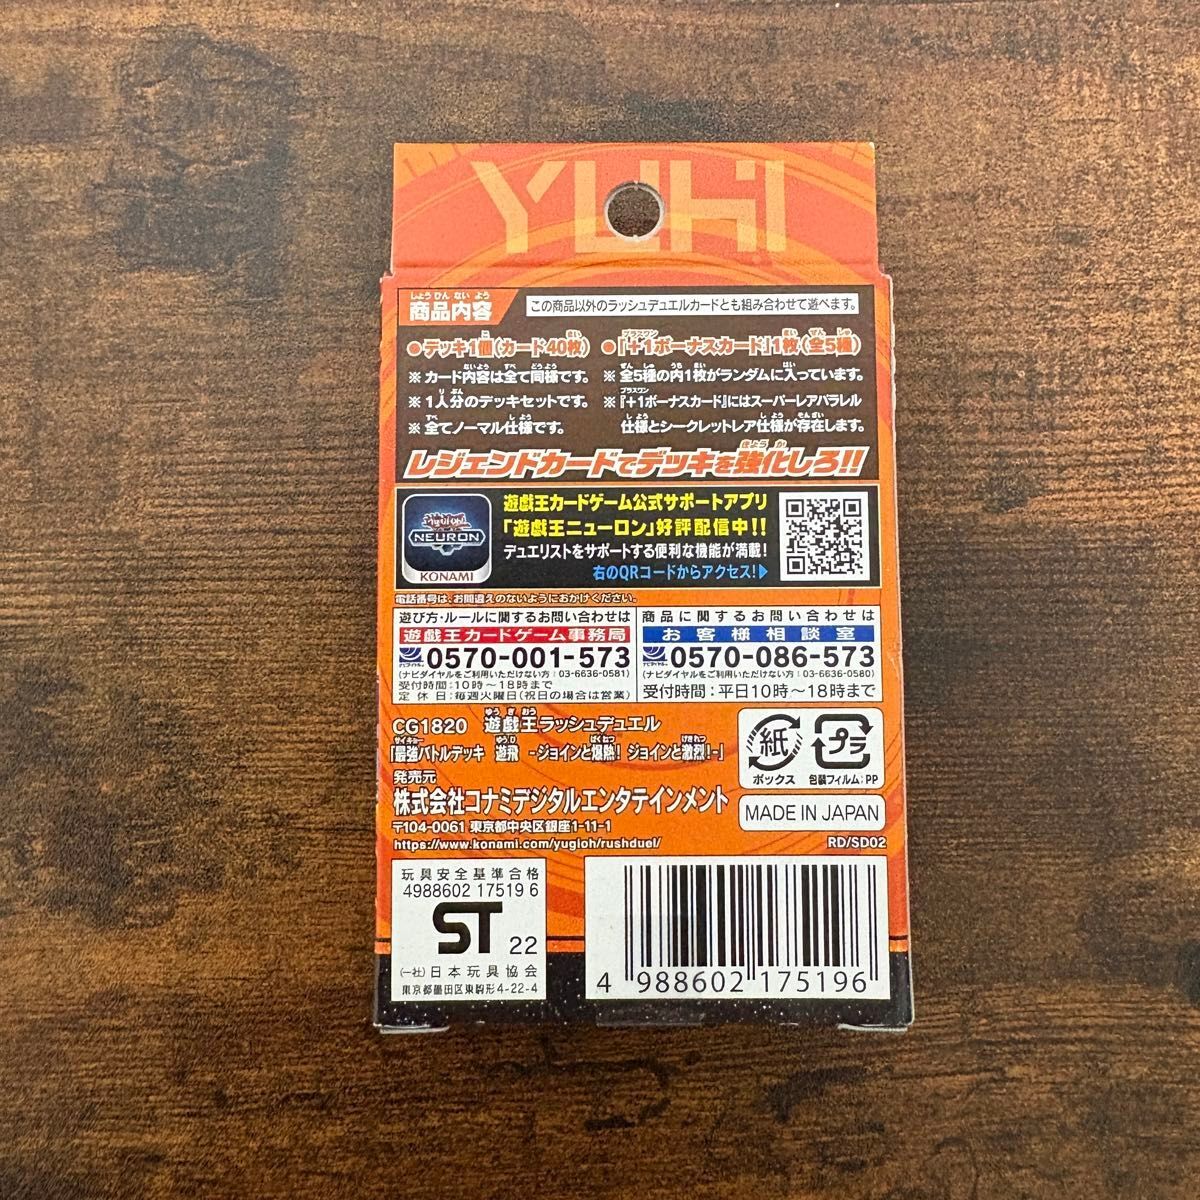 YUHI
商品内容
この商品以外のラッシュデュエルカードとも組み合わせて遊べます。
●デッキ1個(カード40枚)
※カード内容は全て同様です。
※1人分のデッキセットです。
※全てノーマル仕様です。
●『+1ボーナスカード』1枚(全5種)
※全5種の内1枚がランダムに入っています。
※『+1ボーナスカード』にはスーパーレアパラレル
仕様とシークレットレア仕様が存在します。
レジェンドカードでデッキを強化しろ!!
Yu-Gi-Oh!
NEURON
KONAMI
遊戯王カードゲーム公式サポートアプリ
「遊戯王ニューロン」好評配信中!!
デュエリストをサポートする便利な機能が満載!
右のQRコードからアクセス!▶
電話番号は、お間違えのないようにおかけください。
遊び方・ルールに関するお問い合わせは
遊戯王カードゲーム事務局
ナビダイヤル 0570-001-573
(ナビダイヤルをご利用いただけない方:03-6636-0581)
受付時間:10時〜18時まで
定休日:毎週火曜日(祝日の場合は営業)
商品に関するお問い合わせは
お客様相談室
ナビダイヤル 0570-086-573
(ナビダイヤルをご利用いただけない方:03-6636-0580)
受付時間:平日10時〜18時まで
CG1820 遊戯王ラッシュデュエル
「最強バトルデッキ 遊飛 -ジョインと爆熱!ジョインと激烈!-」
発売元
株式会社コナミデジタルエンタテインメント
〒104-0061 東京都中央区銀座1-11-1
https://www.konami.com/yugioh/rushduel/
紙
ボックス
プラ
包装フィルム:PP
MADE IN JAPAN
RD/SD02
玩具安全基準合格
4988602 17519 6
ST 22
(一社)日本玩具協会
東京都墨田区東駒形4-22-4
4 988602 175196